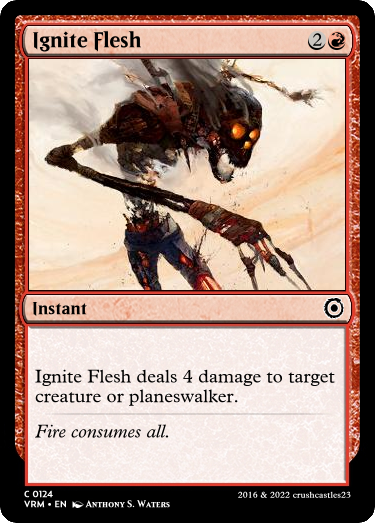 Ignite Flesh 2
Instant
Ignite Flesh deals 4 damage to target
creature or planeswalker.
Fire consumes all.
C 0124
VRM • EN Anthony S. Waters
2016 & 2022 crushcastles23